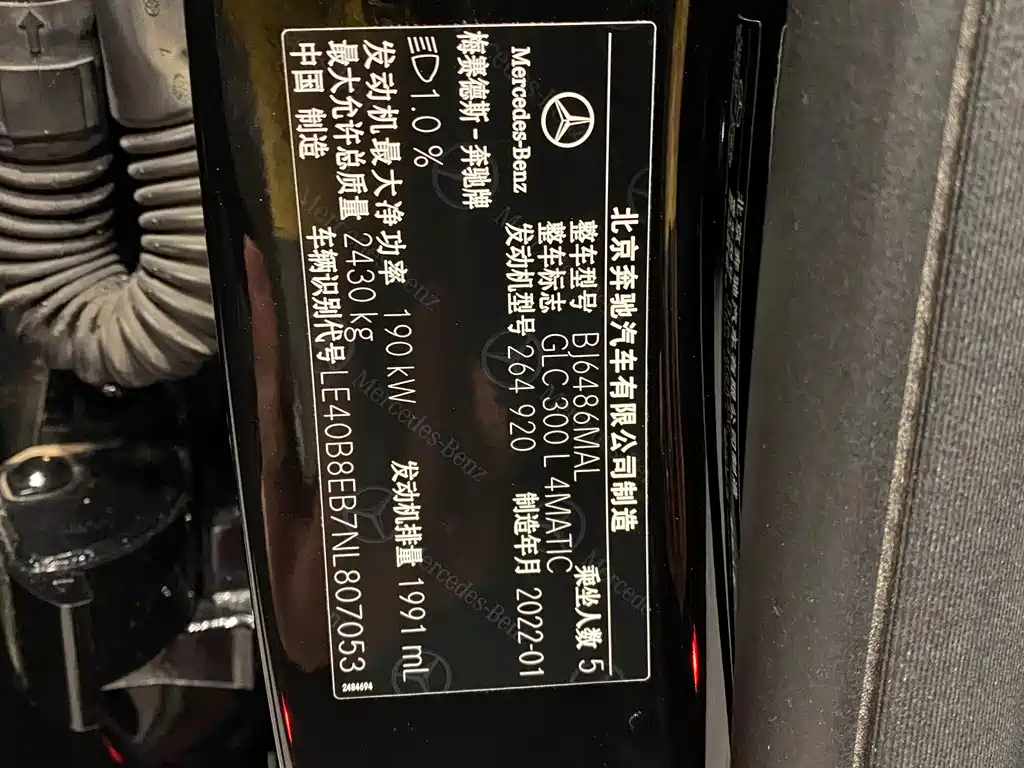 北京奔驰汽车有限公司制造
Mercedes-Benz
整车型号 BJ6486MAL 乘坐人数 5
整车标志 GLC 300 L 4MATIC
发动机型号 264 920 制造年月 2022-01
梅赛德斯-奔驰牌
1.0 %
发动机最大净功率 190 kW 发动机排量 1991 mL
最大允许总质量 2430 kg
中国 制造 车辆识别代号 LE40B8EB7NL807053
2484694